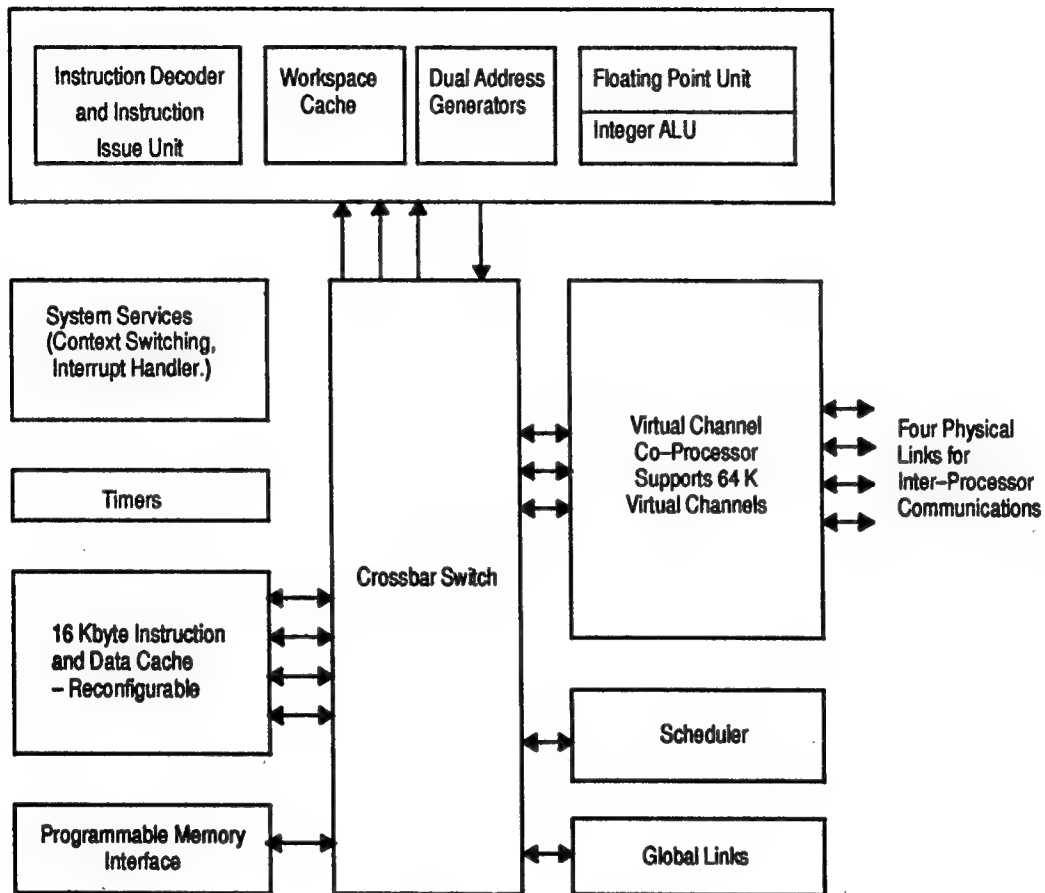 Instruction Decoder
and Instruction
Issue Unit
Workspace
Cache
Dual Address
Generators
Floating Point Unit
Integer ALU
System Services
(Context Switching,
Interrupt Handler.)
Timers
16 Kbyte Instruction
and Data Cache
– Reconfigurable
Programmable Memory
Interface
Crossbar Switch
Virtual Channel
Co–Processor
Supports 64 K
Virtual Channels
Four Physical
Links for
Inter–Processor
Communications
Scheduler
Global Links